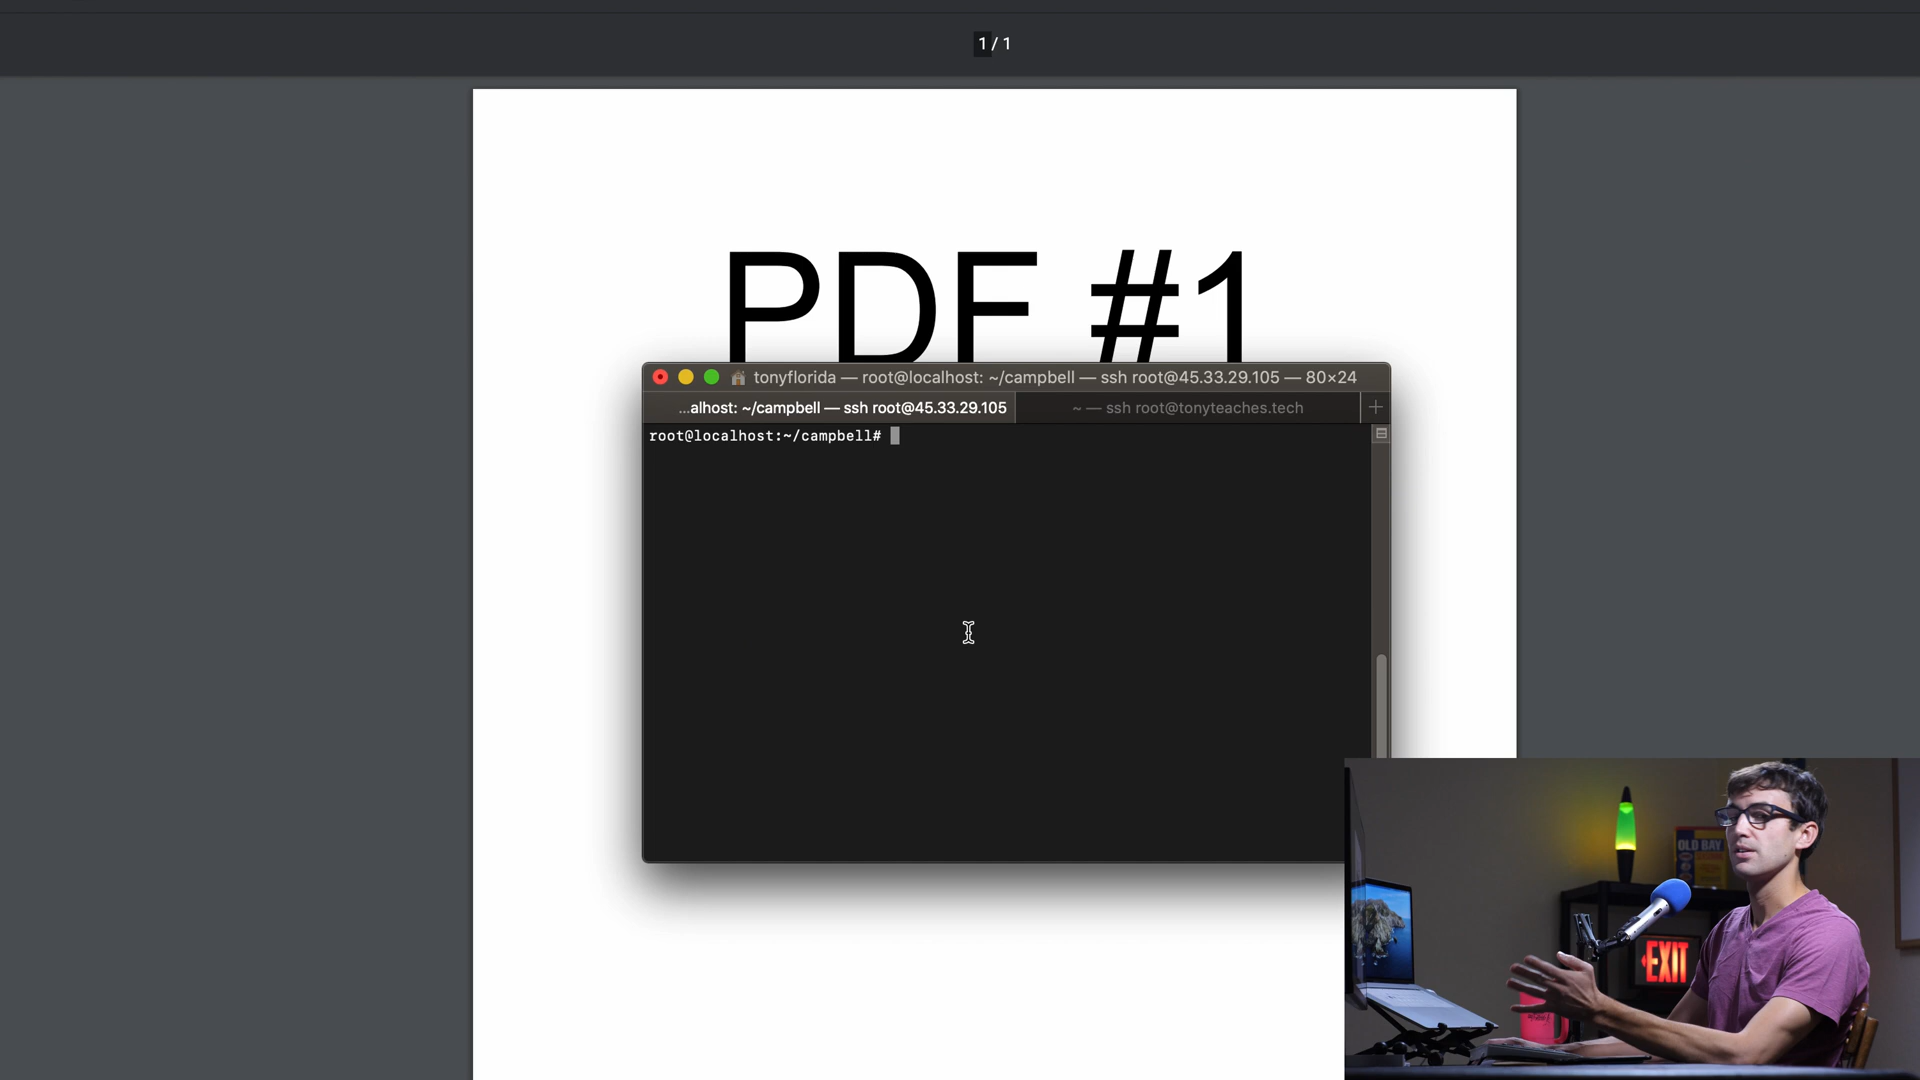 1 / 1
PDF #1
tonyflorida — root@localhost: ~/campbell — ssh root@45.33.29.105 — 80×24
...alhost: ~/campbell — ssh root@45.33.29.105
~ — ssh root@tonyteaches.tech
root@localhost:~/campbell#
OLD BAY
EXIT